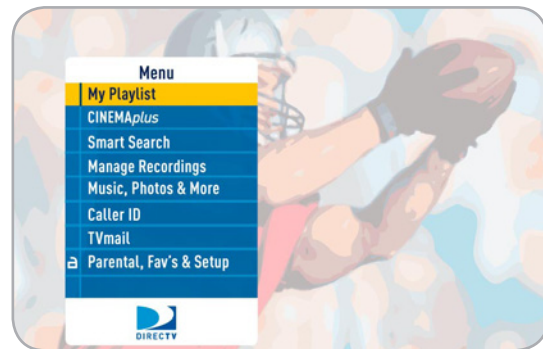 Menu
My Playlist
CINEMAplus
Smart Search
Manage Recordings
Music, Photos & More
Caller ID
TVmail
Parental, Fav's & Setup
DIRECTV